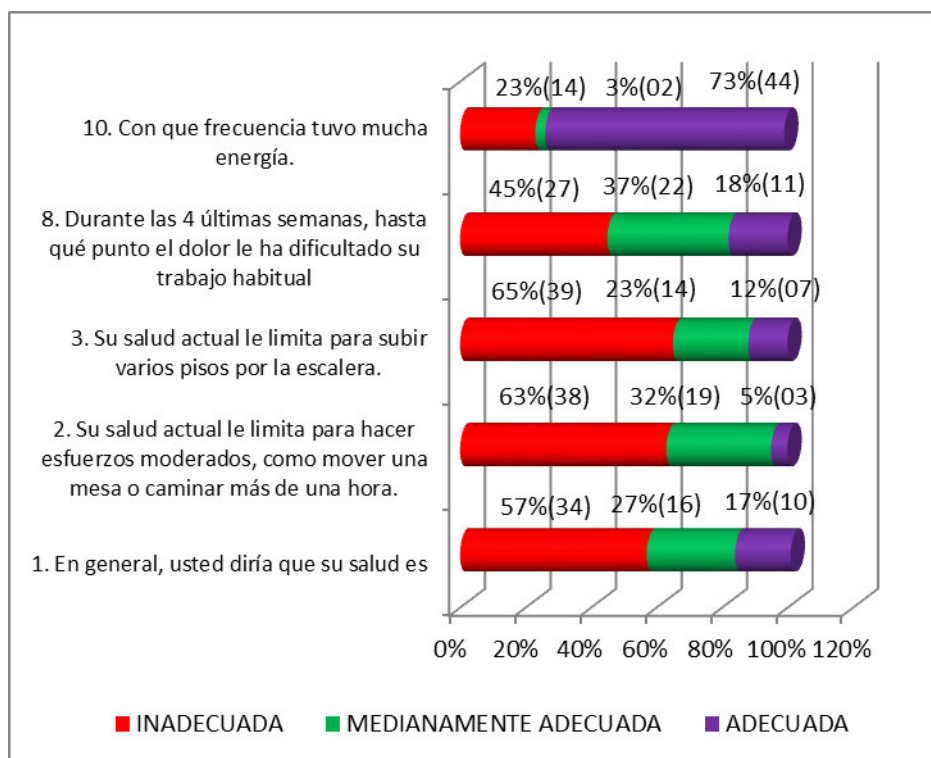 23%(14) 3%(02) 73%(44)
10. Con que frecuencia tuvo mucha
energía.
45%(27) 37%(22) 18%(11)
8. Durante las 4 últimas semanas, hasta
qué punto el dolor le ha dificultado su
trabajo habitual
65%(39) 23%(14) 12%(07)
3. Su salud actual le limita para subir
varios pisos por la escalera.
63%(38) 32%(19) 5%(03)
2. Su salud actual le limita para hacer
esfuerzos moderados, como mover una
mesa o caminar más de una hora.
57%(34) 27%(16) 17%(10)
1. En general, usted diría que su salud es
0% 20% 40% 60% 80% 100% 120%
INADECUADA MEDIANAMENTE ADECUADA ADECUADA